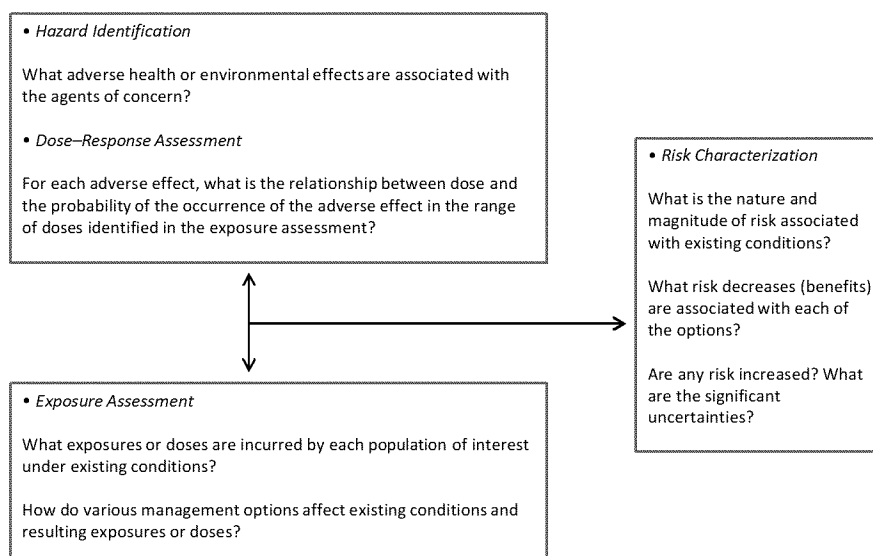 • Hazard Identification
What adverse health or environmental effects are associated with
the agents of concern?
• Dose–Response Assessment
For each adverse effect, what is the relationship between dose and
the probability of the occurrence of the adverse effect in the range
of doses identified in the exposure assessment?
• Exposure Assessment
What exposures or doses are incurred by each population of interest
under existing conditions?
How do various management options affect existing conditions and
resulting exposures or doses?
• Risk Characterization
What is the nature and
magnitude of risk associated
with existing conditions?
What risk decreases (benefits)
are associated with each of
the options?
Are any risk increased? What
are the significant
uncertainties?